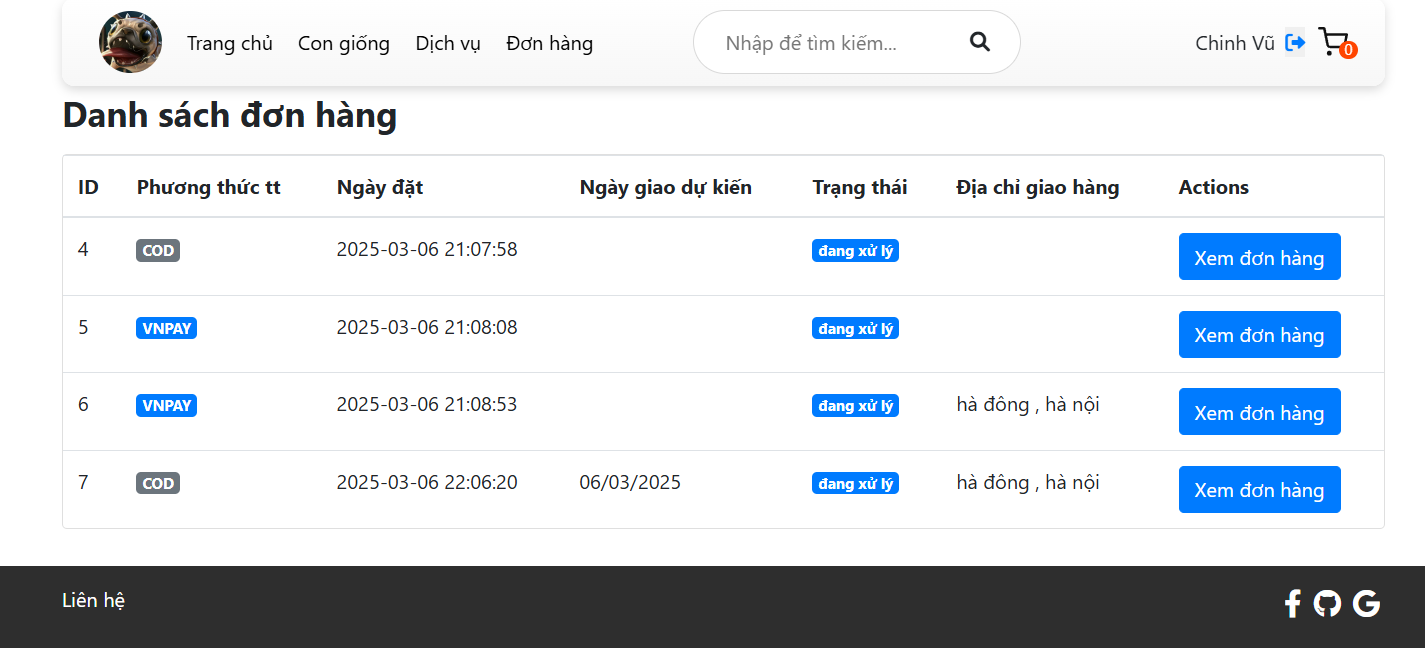 Trang chủ Con giống Dịch vụ Đơn hàng Nhập để tìm kiếm... Chinh Vũ 0
Danh sách đơn hàng
ID Phương thức tt Ngày đặt Ngày giao dự kiến Trạng thái Địa chỉ giao hàng Actions
4 COD 2025-03-06 21:07:58 đang xử lý Xem đơn hàng
5 VNPAY 2025-03-06 21:08:08 đang xử lý Xem đơn hàng
6 VNPAY 2025-03-06 21:08:53 đang xử lý hà đông , hà nội Xem đơn hàng
7 COD 2025-03-06 22:06:20 06/03/2025 đang xử lý hà đông , hà nội Xem đơn hàng
Liên hệ